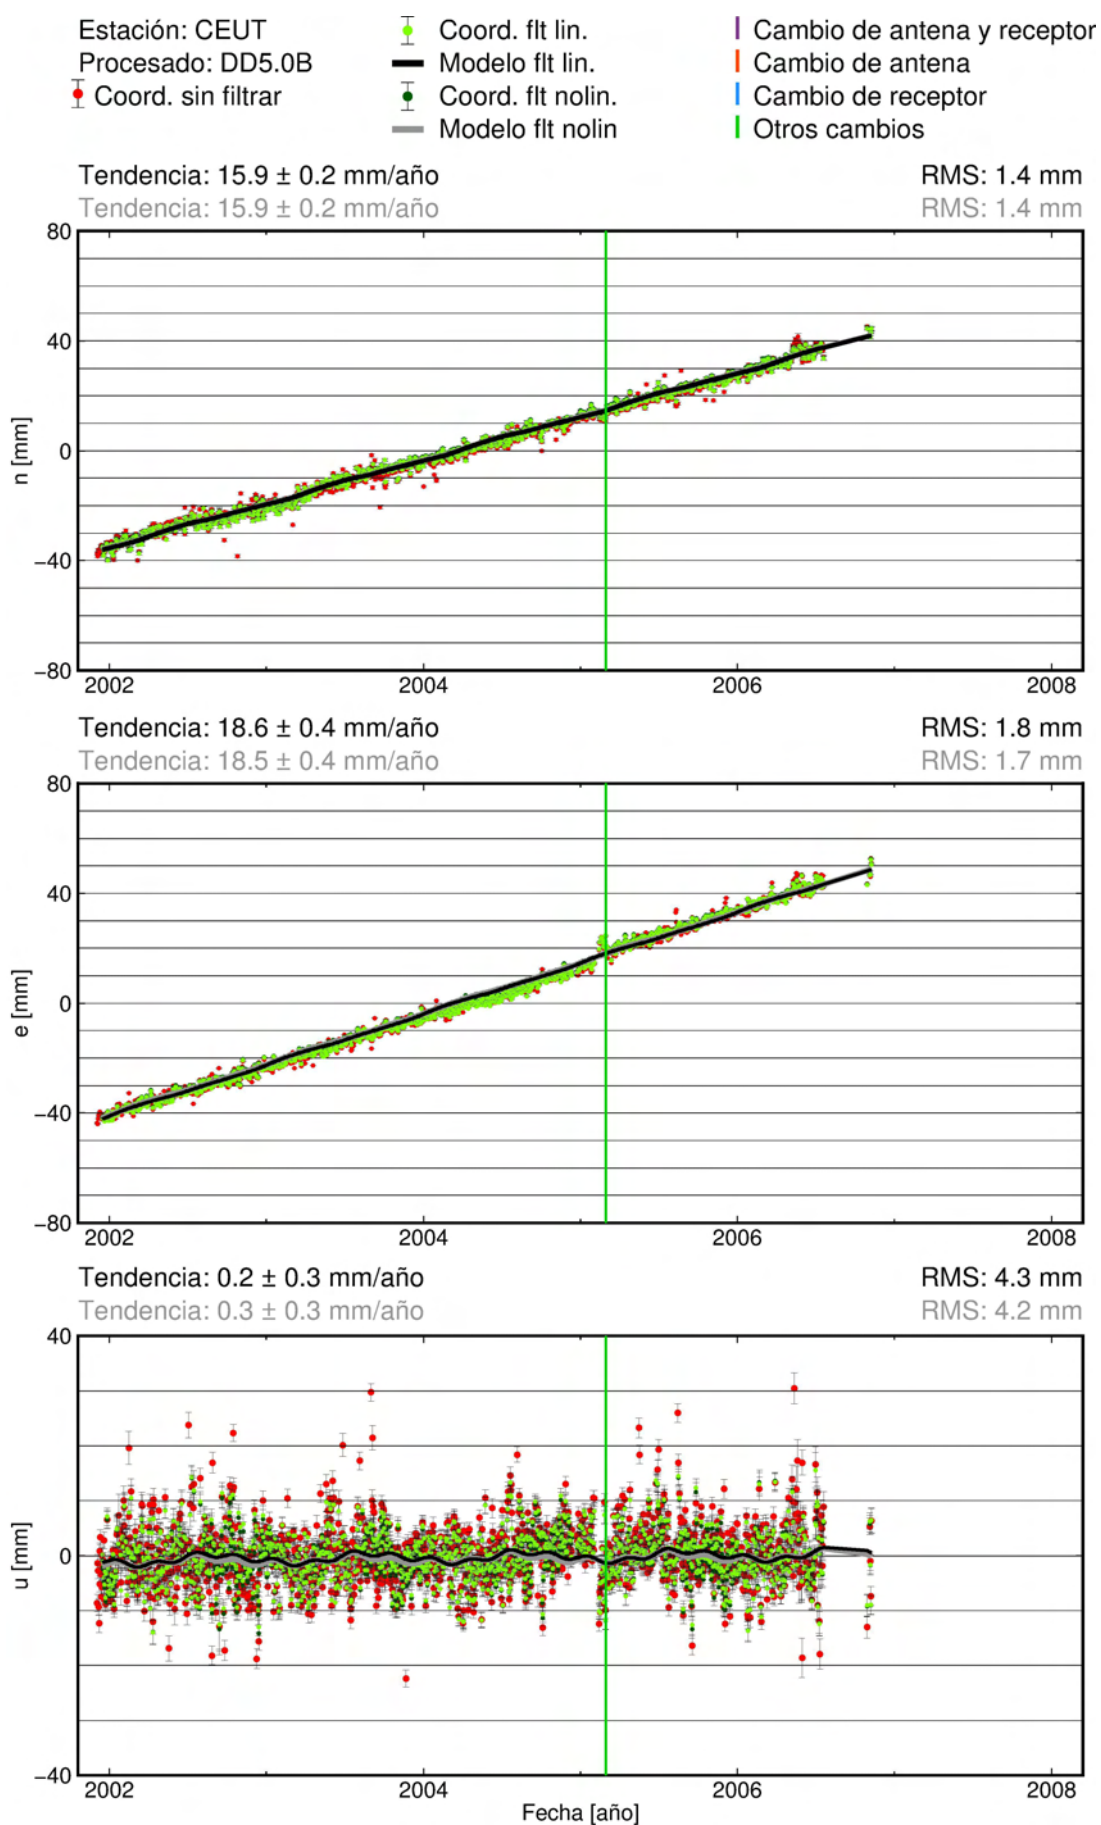 Estación: CEUT
Procesado: DD5.0B
Coord. sin filtrar
Coord. flt lin.
Modelo flt lin.
Coord. flt nolin.
Modelo flt nolin
Cambio de antena y receptor
Cambio de antena
Cambio de receptor
Otros cambios
Tendencia: 15.9 ± 0.2 mm/año RMS: 1.4 mm
Tendencia: 15.9 ± 0.2 mm/año RMS: 1.4 mm
80
40
0
−40
−80
n [mm]
2002 2004 2006 2008
Tendencia: 18.6 ± 0.4 mm/año RMS: 1.8 mm
Tendencia: 18.5 ± 0.4 mm/año RMS: 1.7 mm
80
40
0
−40
−80
e [mm]
2002 2004 2006 2008
Tendencia: 0.2 ± 0.3 mm/año RMS: 4.3 mm
Tendencia: 0.3 ± 0.3 mm/año RMS: 4.2 mm
40
0
−40
u [mm]
2002 2004 2006 2008
Fecha [año]